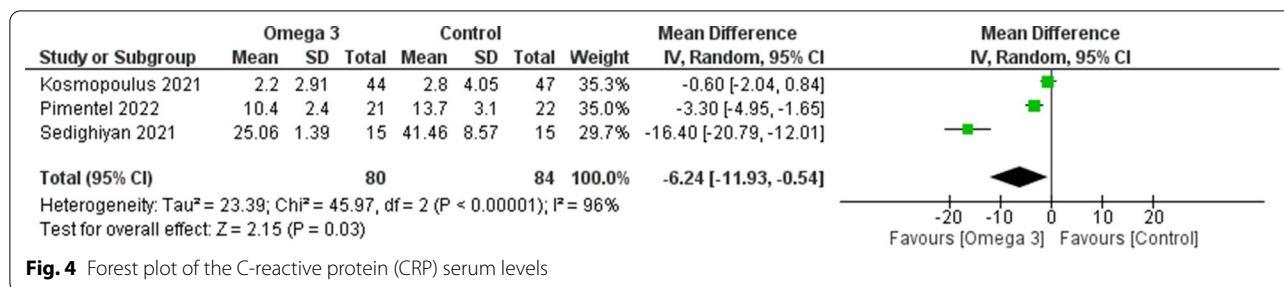 Omega 3 Control Mean Difference Mean Difference
Study or Subgroup Mean SD Total Mean SD Total Weight IV, Random, 95% CI IV, Random, 95% CI
Kosmopoulus 2021 2.2 2.91 44 2.8 4.05 47 35.3% -0.60 [-2.04, 0.84]
Pimentel 2022 10.4 2.4 21 13.7 3.1 22 35.0% -3.30 [-4.95, -1.65]
Sedighiyan 2021 25.06 1.39 15 41.46 8.57 15 29.7% -16.40 [-20.79, -12.01]
Total (95% CI) 80 84 100.0% -6.24 [-11.93, -0.54]
Heterogeneity: Tau² = 23.39; Chi² = 45.97, df = 2 (P < 0.00001); I² = 96%
Test for overall effect: Z = 2.15 (P = 0.03)
-20 -10 0 10 20
Favours [Omega 3] Favours [Control]
Fig. 4 Forest plot of the C-reactive protein (CRP) serum levels